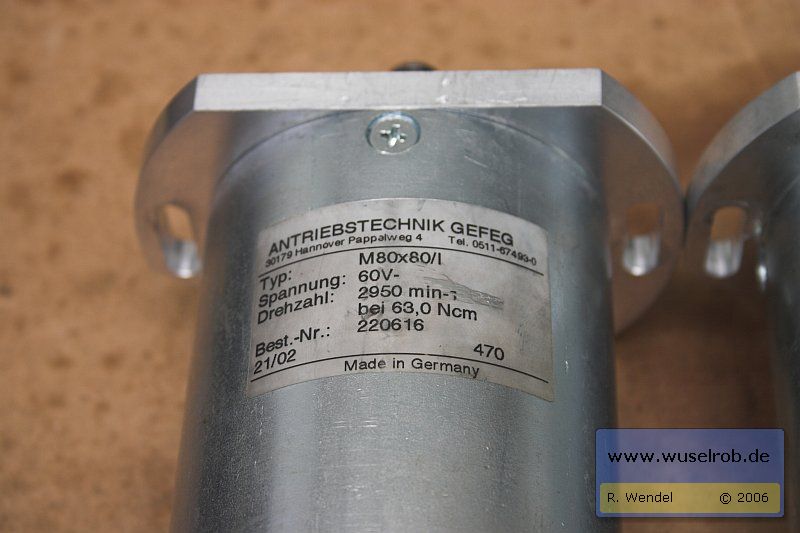 ANTRIEBSTECHNIK GEFEG
30179 Hannover Pappalweg 4 Tel. 0511-67493-0
Typ: M80x80/I
Spannung: 60V-
Drehzahl: 2950 min-1
bei 63,0 Ncm
Best.-Nr.: 220616
21/02 470
Made in Germany
www.wuselrob.de
R. Wendel © 2006